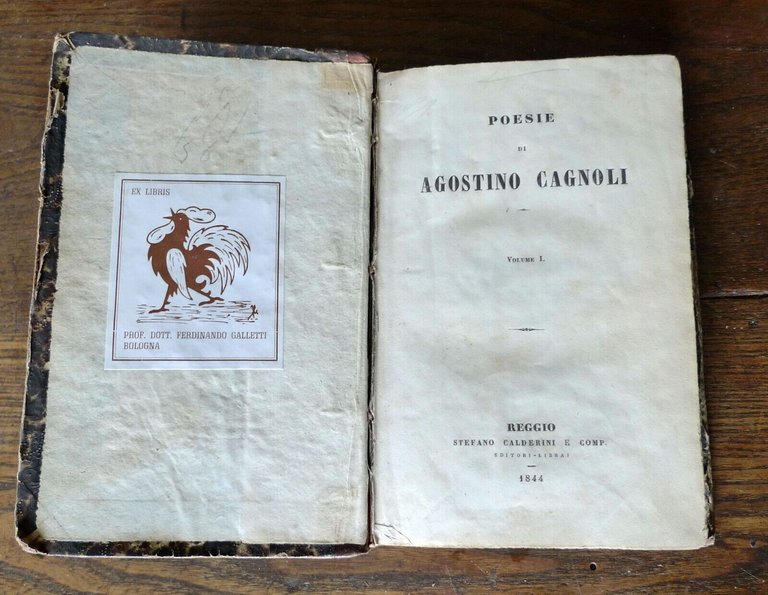 EX LIBRIS
PROF. DOTT. FERDINANDO GALLETTI
BOLOGNA
POESIE
DI
AGOSTINO CAGNOLI
VOLUME I.
REGGIO
STEFANO CALDERINI E COMP.
EDITORI-LIBRAI
1844